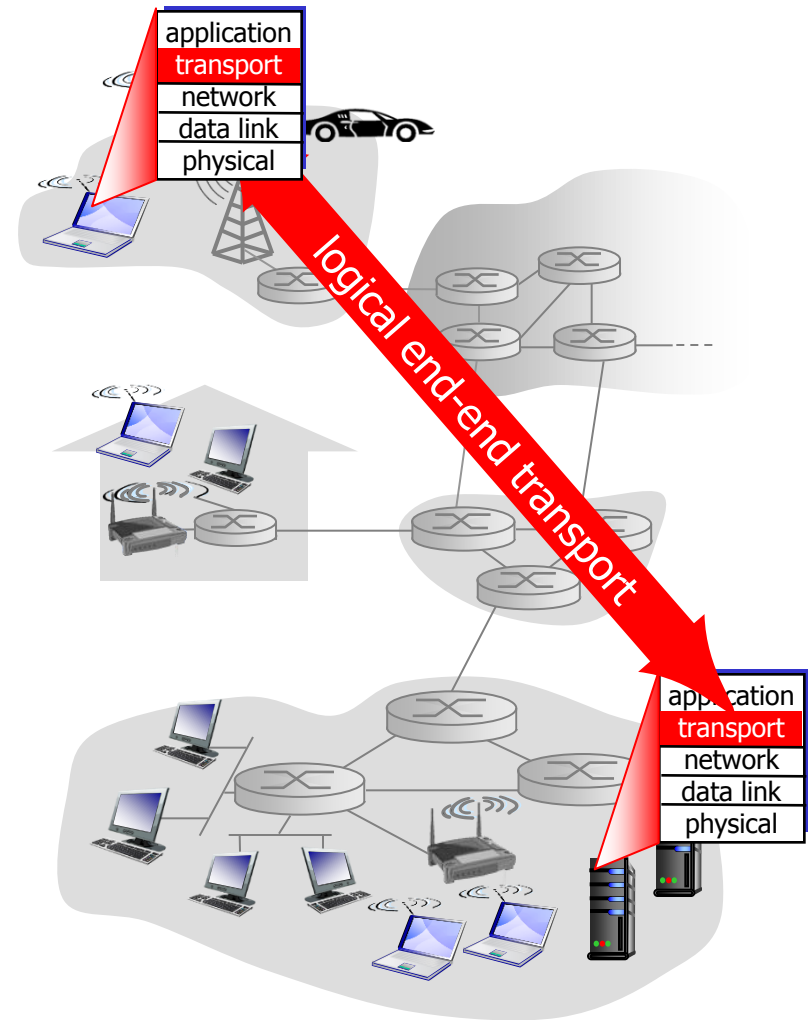 application
transport
network
data link
physical
logical end-end transport
application
transport
network
data link
physical